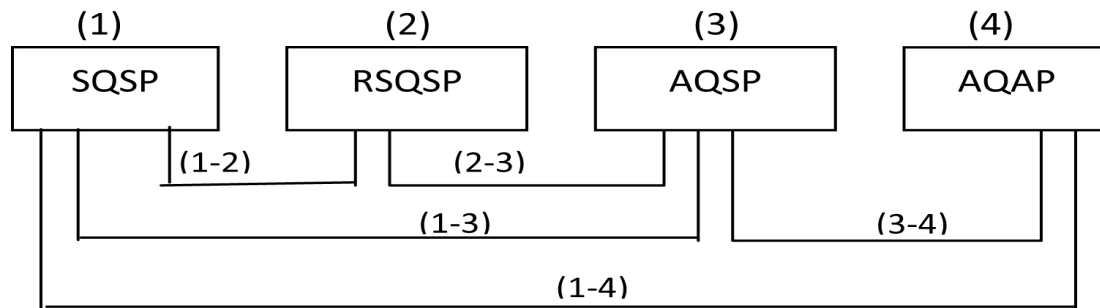 (1) (2) (3) (4)
SQSP RSQSP AQSP AQAP
(1-2) (2-3)
(1-3) (3-4)
(1-4)